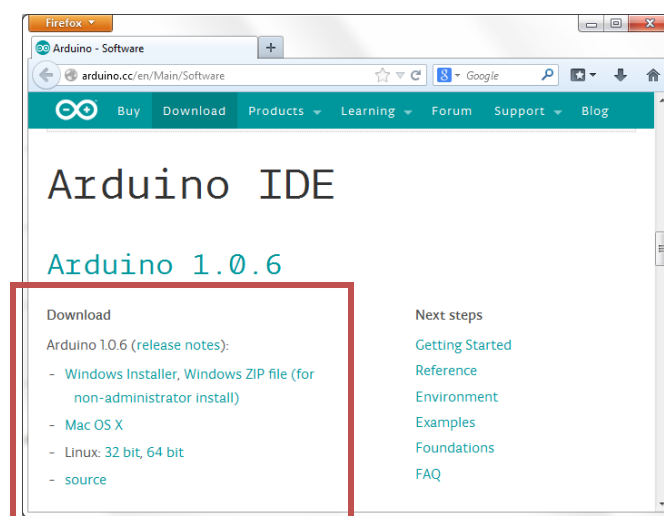 Firefox
Arduino - Software
arduino.cc/en/Main/Software
8 Google
Buy Download Products Learning Forum Support Blog
Arduino IDE
Arduino 1.0.6
Download
Arduino 1.0.6 (release notes):
- Windows Installer, Windows ZIP file (for
non-administrator install)
- Mac OS X
- Linux: 32 bit, 64 bit
- source
Next steps
Getting Started
Reference
Environment
Examples
Foundations
FAQ